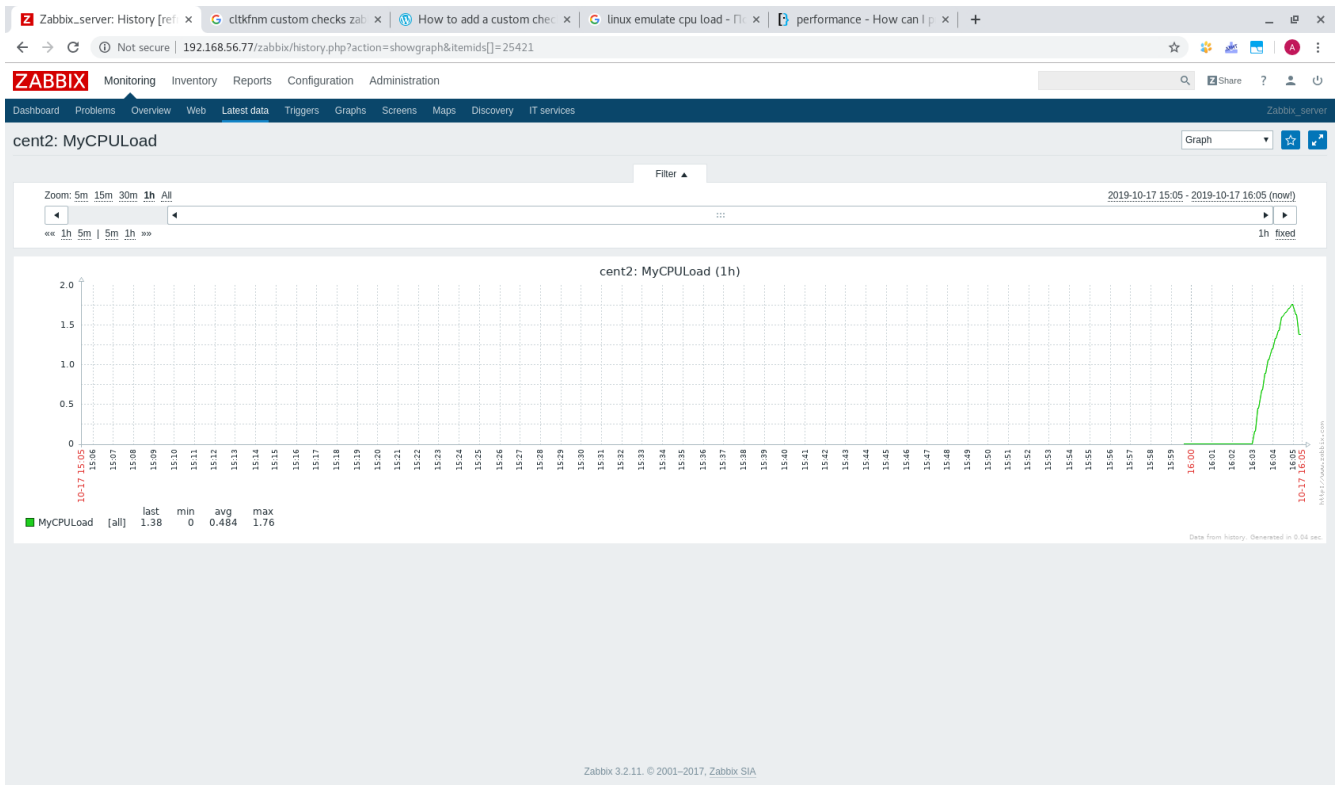 Zabbix_server: History [ref
cltkfnm custom checks zab
How to add a custom chec
linux emulate cpu load - По
performance - How can I p
Not secure | 192.168.56.77/zabbix/history.php?action=showgraph&itemids[]=25421
A
ZABBIX Monitoring Inventory Reports Configuration Administration
Z Share ?
Dashboard Problems Overview Web Latest data Triggers Graphs Screens Maps Discovery IT services Zabbix_server
cent2: MyCPULoad
Graph
Filter ▲
Zoom: 5m 15m 30m 1h All
2019-10-17 15:05 - 2019-10-17 16:05 (now!)
«« 1h 5m | 5m 1h »»
1h fixed
cent2: MyCPULoad (1h)
2.0
1.5
1.0
0.5
0
10-17 15:05 15:06 15:07 15:08 15:09 15:10 15:11 15:12 15:13 15:14 15:15 15:16 15:17 15:18 15:19 15:20 15:21 15:22 15:23 15:24 15:25 15:26 15:27 15:28 15:29 15:30 15:31 15:32 15:33 15:34 15:35 15:36 15:37 15:38 15:39 15:40 15:41 15:42 15:43 15:44 15:45 15:46 15:47 15:48 15:49 15:50 15:51 15:52 15:53 15:54 15:55 15:56 15:57 15:58 15:59 16:00 16:01 16:02 16:03 16:04 16:05 10-17 16:05
http://www.zabbix.com
last min avg max
MyCPULoad [all] 1.38 0 0.484 1.76
Data from history. Generated in 0.04 sec.
Zabbix 3.2.11. © 2001–2017, Zabbix SIA